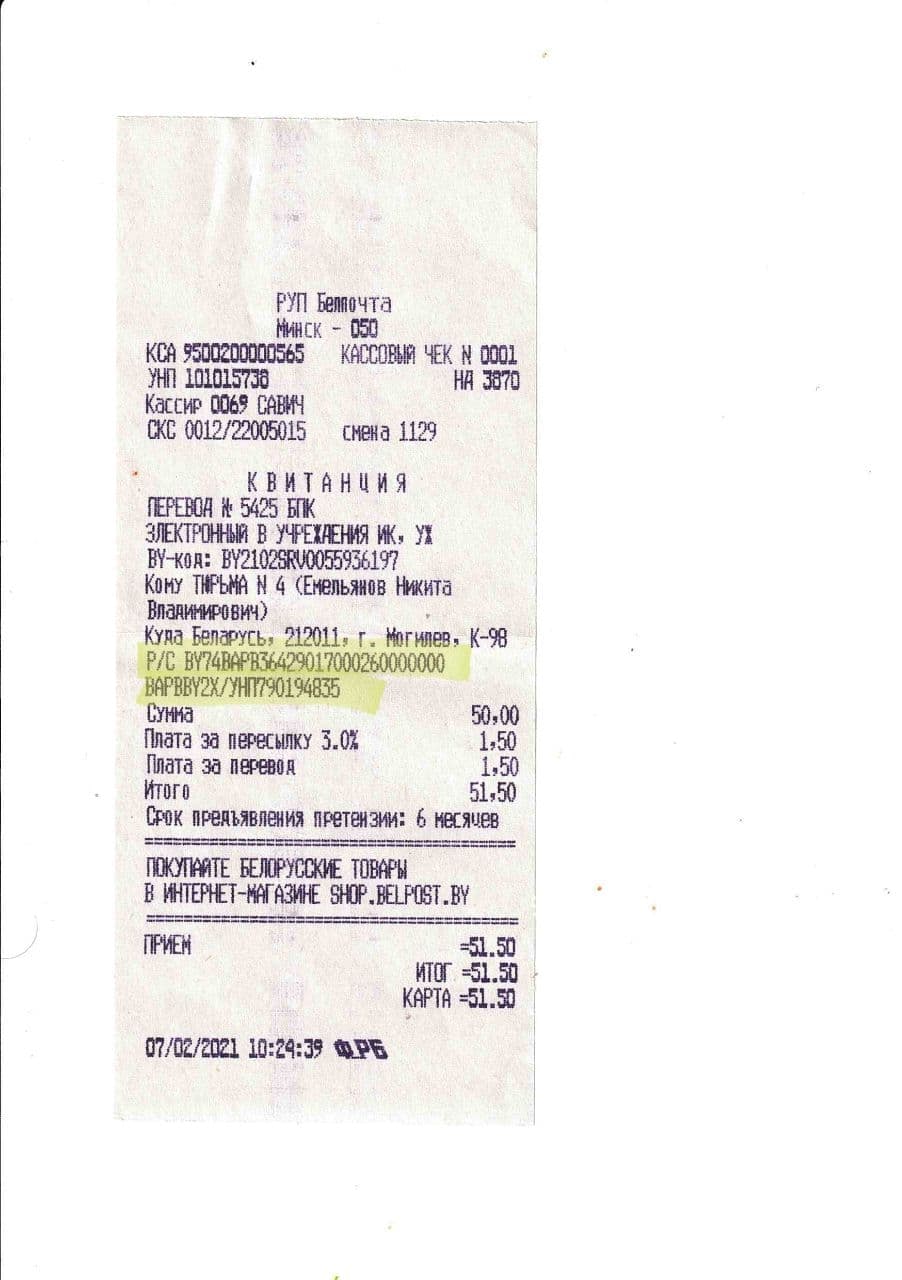 РУП Белпочта
Минск - 050
КСА 9500200000565 КАССОВЫЙ ЧЕК N 0001
УНП 101015738 НА 3870
Кассир 0069 САВИЧ
СКС 0012/22005015 смена 1129
КВИТАНЦИЯ
ПЕРЕВОД № 5425 БПК
ЭЛЕКТРОННЫЙ В УЧРЕЖДЕНИЯ ИК, УЖ
BY-код: BY2102SRV0055936197
Кому ТЮРЬМА N 4 (Емельянов Никита
Владимирович)
Куда Беларусь, 212011, г. Могилев, К-98
Р/С BY74BAPB36429017000260000000
BAPBBY2X/УНП790194835
Сумма 50,00
Плата за пересылку 3.0% 1,50
Плата за перевод 1,50
Итого 51,50
Срок предъявления претензии: 6 месяцев
ПОКУПАЙТЕ БЕЛОРУССКИЕ ТОВАРЫ
В ИНТЕРНЕТ-МАГАЗИНЕ SHOP.BELPOST.BY
ПРИЕМ =51.50
ИТОГ =51.50
КАРТА =51.50
07/02/2021 10:24:39 ФРБ